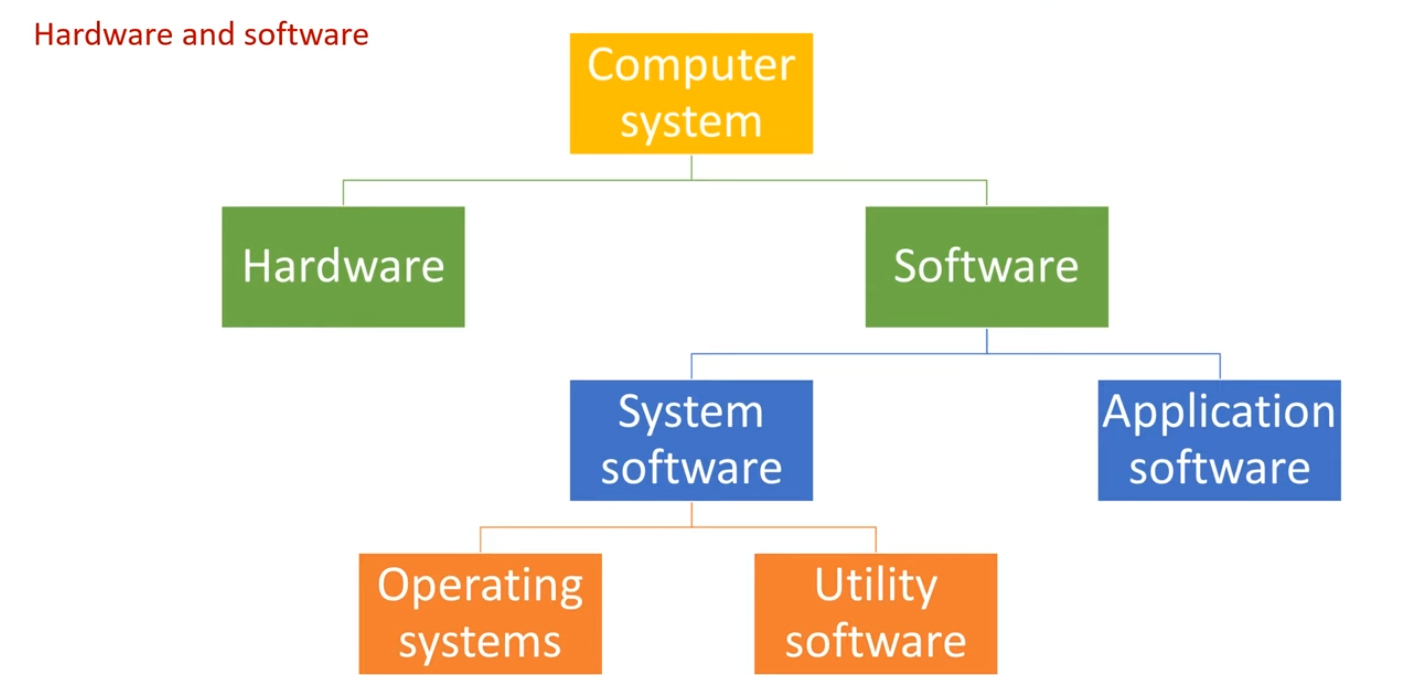 Hardware and software
Computer
system
Hardware
Software
System
software
Application
software
Operating
systems
Utility
software